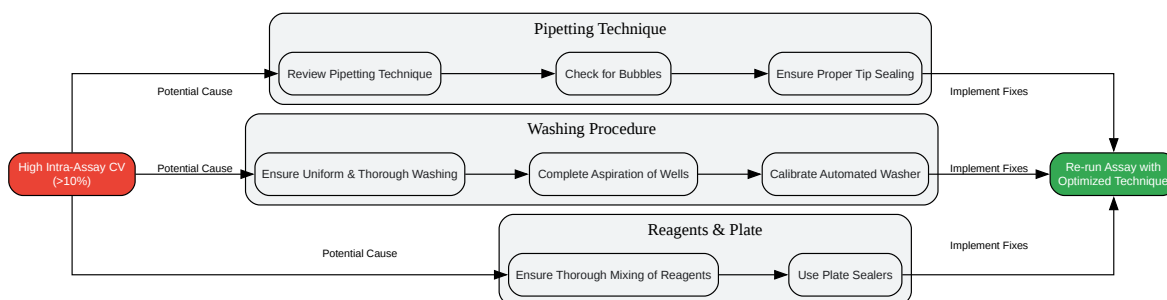 Pipetting Technique
Review Pipetting Technique
Check for Bubbles
Ensure Proper Tip Sealing
Potential Cause
Implement Fixes
Washing Procedure
High Intra-Assay CV
(>10%)
Potential Cause
Ensure Uniform & Thorough Washing
Complete Aspiration of Wells
Calibrate Automated Washer
Implement Fixes
Re-run Assay with
Optimized Technique
Reagents & Plate
Potential Cause
Implement Fixes
Ensure Thorough Mixing of Reagents
Use Plate Sealers